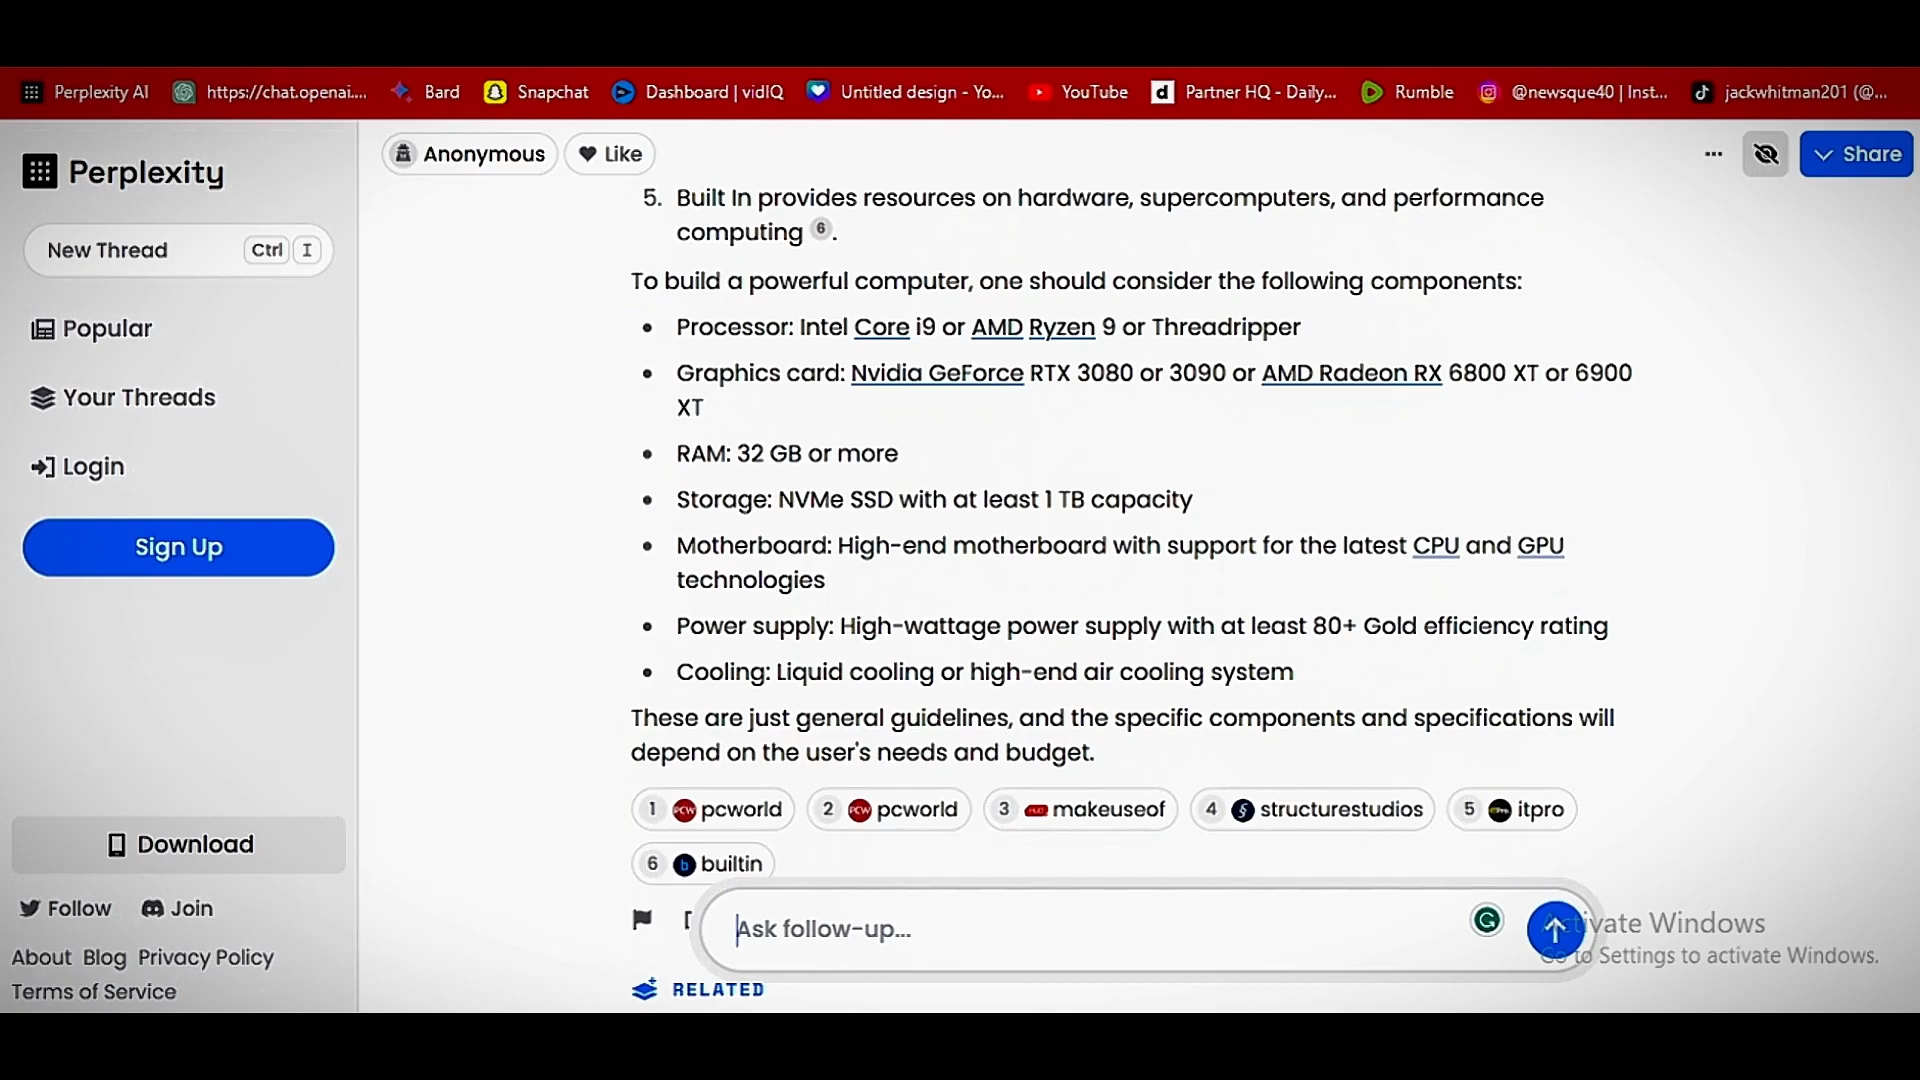 Perplexity AI
https://chat.openai....
Bard
Snapchat
Dashboard | vidIQ
Untitled design - Yo...
YouTube
Partner HQ - Daily...
Rumble
@newsque40 | Inst...
jackwhitman201 (@...
Perplexity
New Thread Ctrl I
Popular
Your Threads
Login
Sign Up
Download
Follow Join
About Blog Privacy Policy
Terms of Service
Anonymous Like
... Share
5. Built In provides resources on hardware, supercomputers, and performance
computing 6.
To build a powerful computer, one should consider the following components:
• Processor: Intel Core i9 or AMD Ryzen 9 or Threadripper
• Graphics card: Nvidia GeForce RTX 3080 or 3090 or AMD Radeon RX 6800 XT or 6900
XT
• RAM: 32 GB or more
• Storage: NVMe SSD with at least 1 TB capacity
• Motherboard: High-end motherboard with support for the latest CPU and GPU
technologies
• Power supply: High-wattage power supply with at least 80+ Gold efficiency rating
• Cooling: Liquid cooling or high-end air cooling system
These are just general guidelines, and the specific components and specifications will
depend on the user's needs and budget.
1 pcworld 2 pcworld 3 makeuseof 4 structurestudios 5 itpro
6 builtin
Ask follow-up...
Activate Windows
Go to Settings to activate Windows.
RELATED